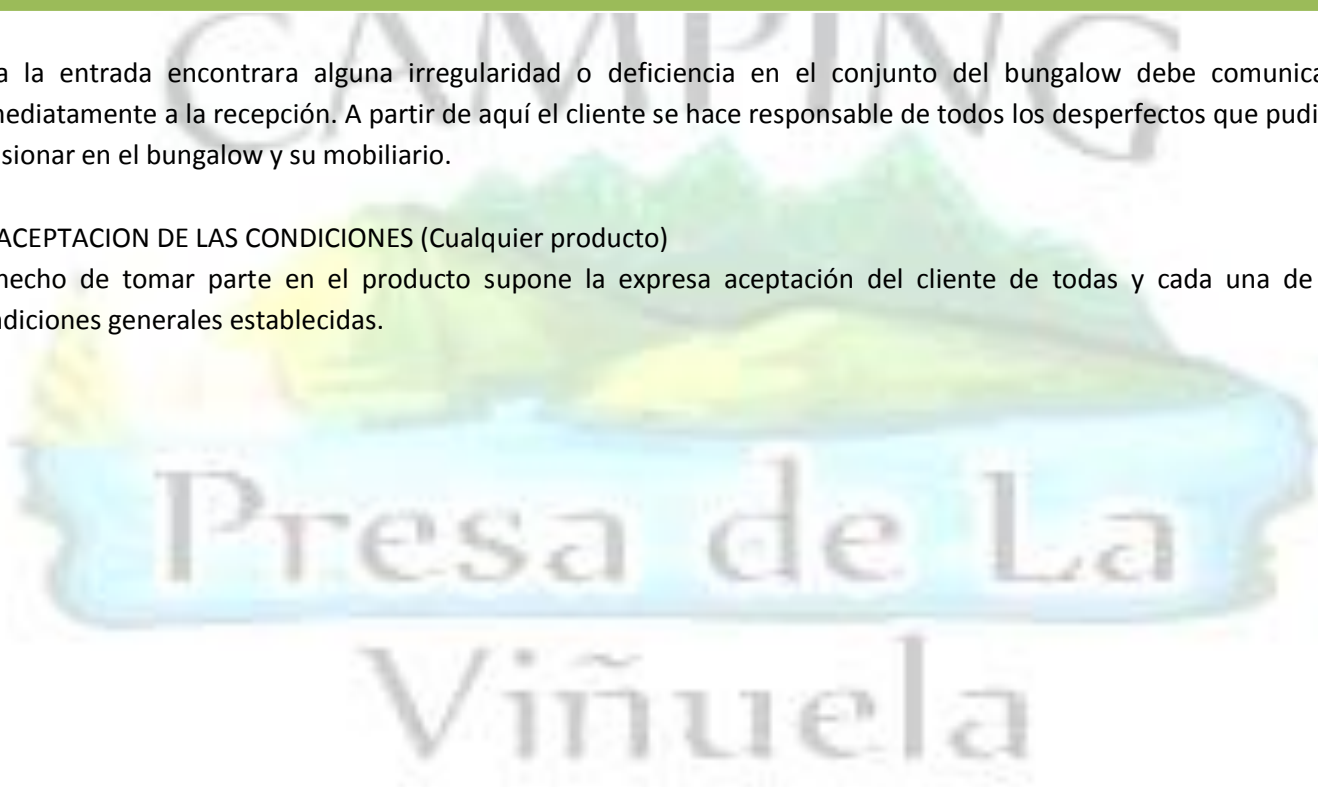 CAMPING
a la entrada encontrara alguna irregularidad o deficiencia en el conjunto del bungalow debe comunica
mediatamente a la recepción. A partir de aquí el cliente se hace responsable de todos los desperfectos que pudi
sionar en el bungalow y su mobiliario.
ACEPTACION DE LAS CONDICIONES (Cualquier producto)
hecho de tomar parte en el producto supone la expresa aceptación del cliente de todas y cada una de
diciones generales establecidas.
Presa de La
Viñuela